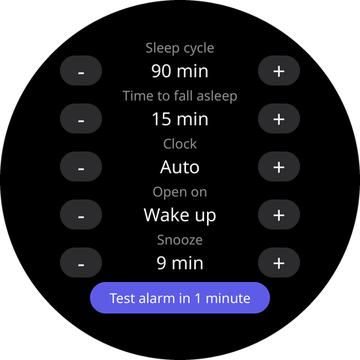 Sleep cycle
- 90 min +
Time to fall asleep
- 15 min +
Clock
- Auto +
Open on
- Wake up +
Snooze
- 9 min +
Test alarm in 1 minute